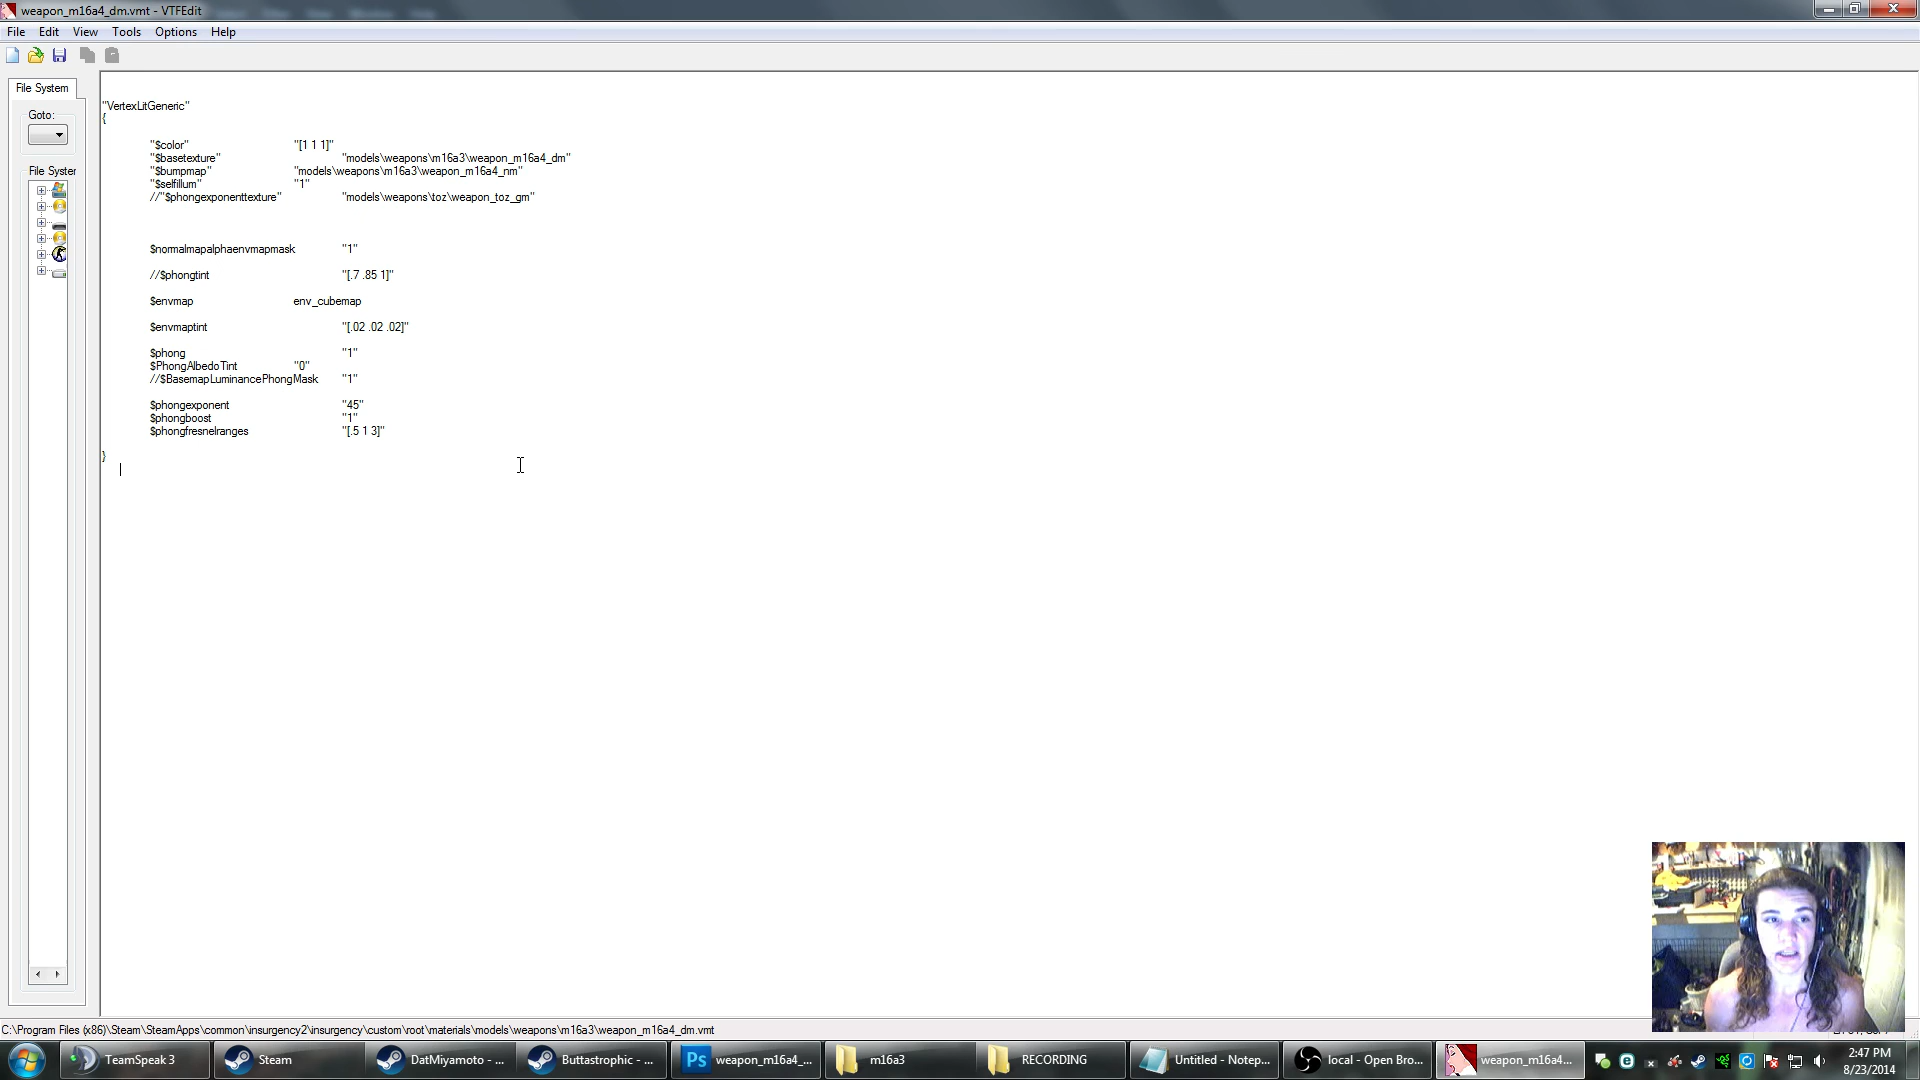 weapon_m16a4_dm.vmt - VTFEdit
File Edit View Tools Options Help
File System
Goto:
File Syster
"VertexLitGeneric"
{
"$color" "[1 1 1]"
"$basetexture" "models\weapons\m16a3\weapon_m16a4_dm"
"$bumpmap" "models\weapons\m16a3\weapon_m16a4_nm"
"$selfillum" "1"
//"$phongexponenttexture" "models\weapons\toz\weapon_toz_gm"
$normalmapalphaenvmapmask "1"
//$phongtint "[.7 .85 1]"
$envmap env_cubemap
$envmaptint "[.02 .02 .02]"
$phong "1"
$PhongAlbedoTint "0"
//$BasemapLuminancePhongMask "1"
$phongexponent "45"
$phongboost "1"
$phongfresnelranges "[.5 1 3]"
}
C:\Program Files (x86)\Steam\SteamApps\common\insurgency2\insurgency\custom\root\materials\models\weapons\m16a3\weapon_m16a4_dm.vmt
TeamSpeak 3 Steam DatMiyamoto - ... Buttastrophic - ... Ps weapon_m16a4_... m16a3 RECORDING Untitled - Notep... local - Open Bro... weapon_m16a4...
2:47 PM
8/23/2014